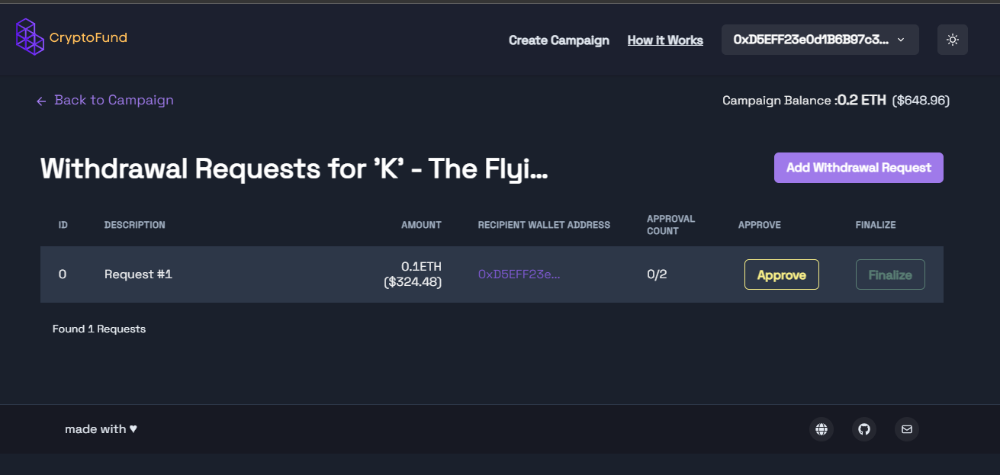 CryptoFund
Create Campaign
How it Works
0xD5EFF23e0d1B6B97c3...
← Back to Campaign
Campaign Balance :0.2 ETH ($648.96)
Withdrawal Requests for 'K' - The Flyi...
Add Withdrawal Request
ID
DESCRIPTION
AMOUNT
RECIPIENT WALLET ADDRESS
APPROVAL
COUNT
APPROVE
FINALIZE
0
Request #1
0.1ETH
($324.48)
0xD5EFF23e...
0/2
Approve
Finalize
Found 1 Requests
made with ♥